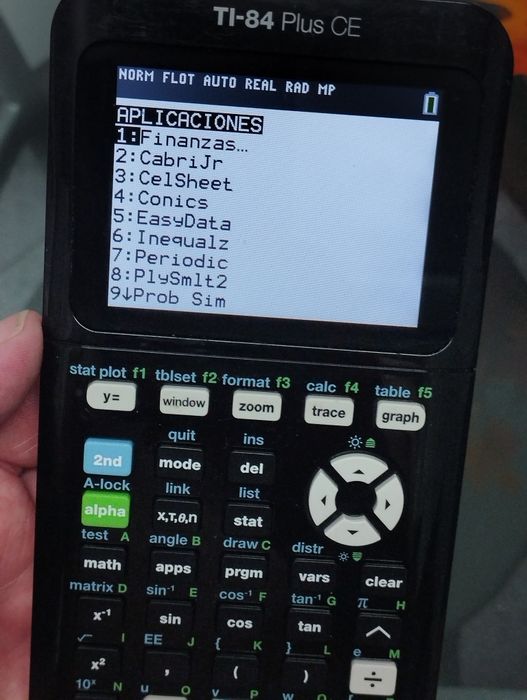 TI-84 Plus CE
NORM FLOT AUTO REAL RAD MP
APLICACIONES
1:Finanzas…
2:CabriJr
3:CelSheet
4:Conics
5:EasyData
6:Inequalz
7:Periodic
8:PlySmlt2
9↓Prob Sim
stat plot f1 tblset f2 format f3 calc f4 table f5
y= window zoom trace graph
quit ins
2nd mode del
A-lock link list
alpha X,T,θ,n stat
test A angle B draw C distr
math apps prgm vars clear
matrix D sin⁻¹ E cos⁻¹ F tan⁻¹ G π H
x⁻¹ sin cos tan ^
√ I EE J { K } L e M
x² , ( ) ÷
10ˣ N u O v P w Q [